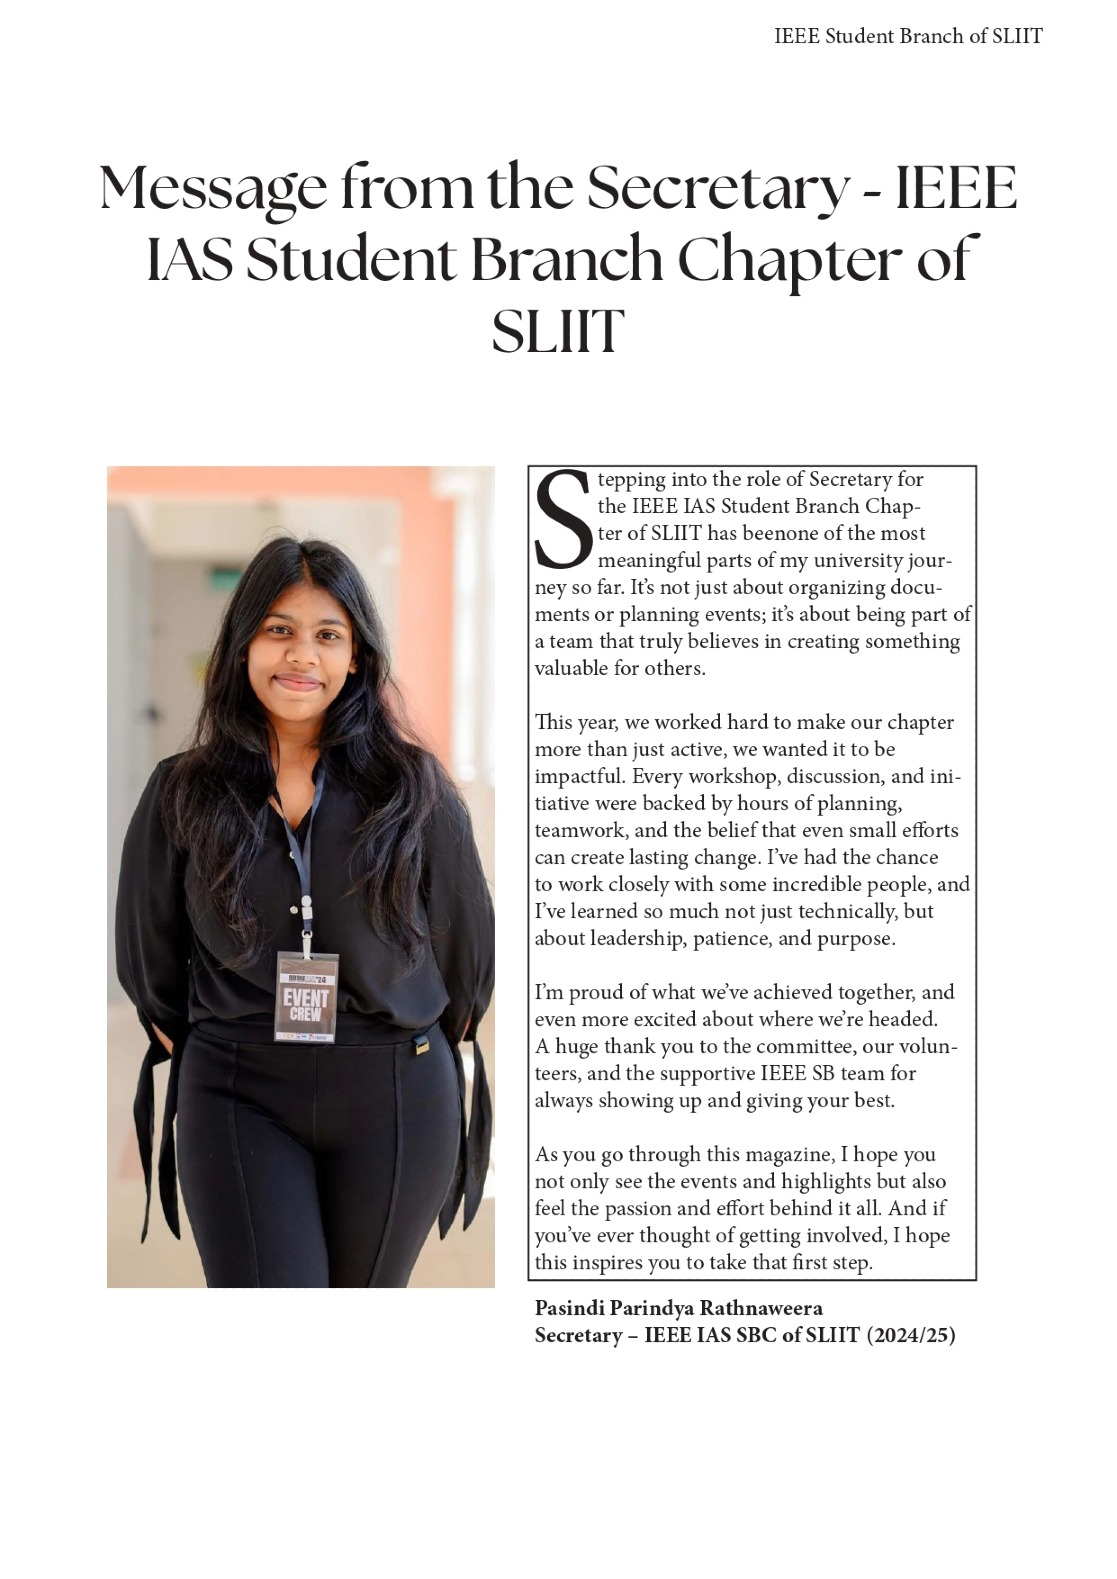 IEEE Student Branch of SLIIT
Message from the Secretary - IEEE
IAS Student Branch Chapter of
SLIIT
Stepping into the role of Secretary for
the IEEE IAS Student Branch Chap-
ter of SLIIT has beenone of the most
meaningful parts of my university jour-
ney so far. It’s not just about organizing docu-
ments or planning events; it’s about being part of
a team that truly believes in creating something
valuable for others.
This year, we worked hard to make our chapter
more than just active, we wanted it to be
impactful. Every workshop, discussion, and ini-
tiative were backed by hours of planning,
teamwork, and the belief that even small efforts
can create lasting change. I’ve had the chance
to work closely with some incredible people, and
I’ve learned so much not just technically, but
about leadership, patience, and purpose.
I’m proud of what we’ve achieved together, and
even more excited about where we’re headed.
A huge thank you to the committee, our volun-
teers, and the supportive IEEE SB team for
always showing up and giving your best.
As you go through this magazine, I hope you
not only see the events and highlights but also
feel the passion and effort behind it all. And if
you’ve ever thought of getting involved, I hope
this inspires you to take that first step.
Pasindi Parindya Rathnaweera
Secretary – IEEE IAS SBC of SLIIT (2024/25)
EVENT
CREW